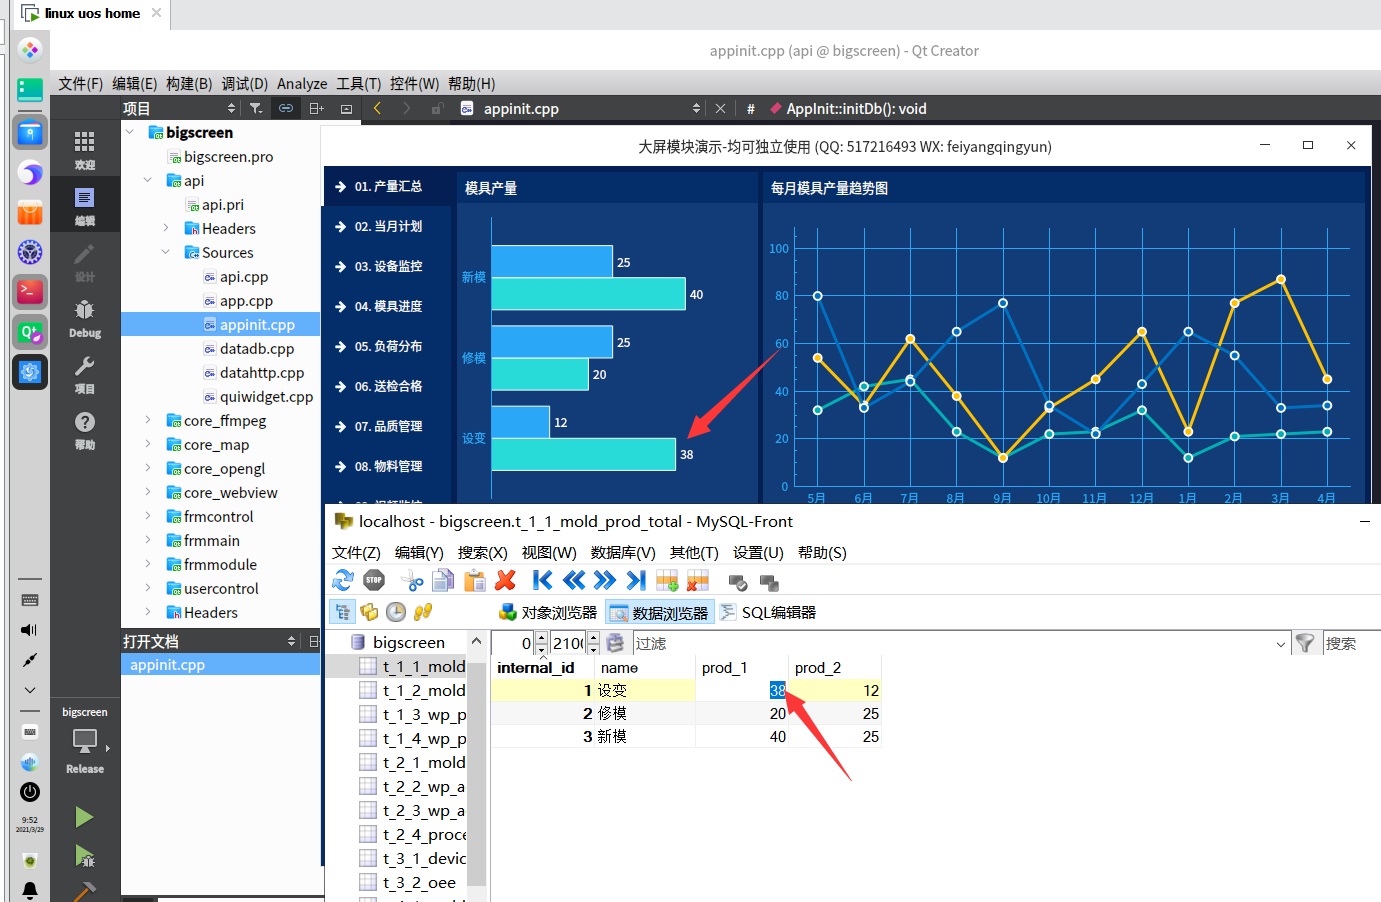 linux uos home
appinit.cpp (api @ bigscreen) - Qt Creator
文件(F) 编辑(E) 构建(B) 调试(D) Analyze 工具(T) 控件(W) 帮助(H)
项目
appinit.cpp
# AppInit::initDb(): void
欢迎
编辑
设计
Debug
项目
帮助
bigscreen
Release
9:52
2021/3/29
bigscreen
bigscreen.pro
api
api.pri
Headers
Sources
api.cpp
app.cpp
appinit.cpp
datadb.cpp
datahttp.cpp
quiwidget.cpp
core_ffmpeg
core_map
core_opengl
core_webview
frmcontrol
frmmain
frmmodule
usercontrol
Headers
打开文档
appinit.cpp
大屏模块演示-均可独立使用 (QQ: 517216493 WX: feiyangqingyun)
01. 产量汇总
02. 当月计划
03. 设备监控
04. 模具进度
05. 负荷分布
06. 送检合格
07. 品质管理
08. 物料管理
模具产量
新模
25
40
修模
25
20
设变
12
38
每月模具产量趋势图
100
80
60
40
20
0
5月 6月 7月 8月 9月 10月 11月 12月 1月 2月 3月 4月
localhost - bigscreen.t_1_1_mold_prod_total - MySQL-Front
文件(Z) 编辑(Y) 搜索(X) 视图(W) 数据库(V) 其他(T) 设置(U) 帮助(S)
STOP
对象浏览器 数据浏览器 SQL编辑器
bigscreen
t_1_1_mold
t_1_2_mold
t_1_3_wp_p
t_1_4_wp_p
t_2_1_mold
t_2_2_wp_a
t_2_3_wp_a
t_2_4_proce
t_3_1_devic
t_3_2_oee
0 2100 过滤 搜索
internal_id name prod_1 prod_2
1 设变 38 12
2 修模 20 25
3 新模 40 25